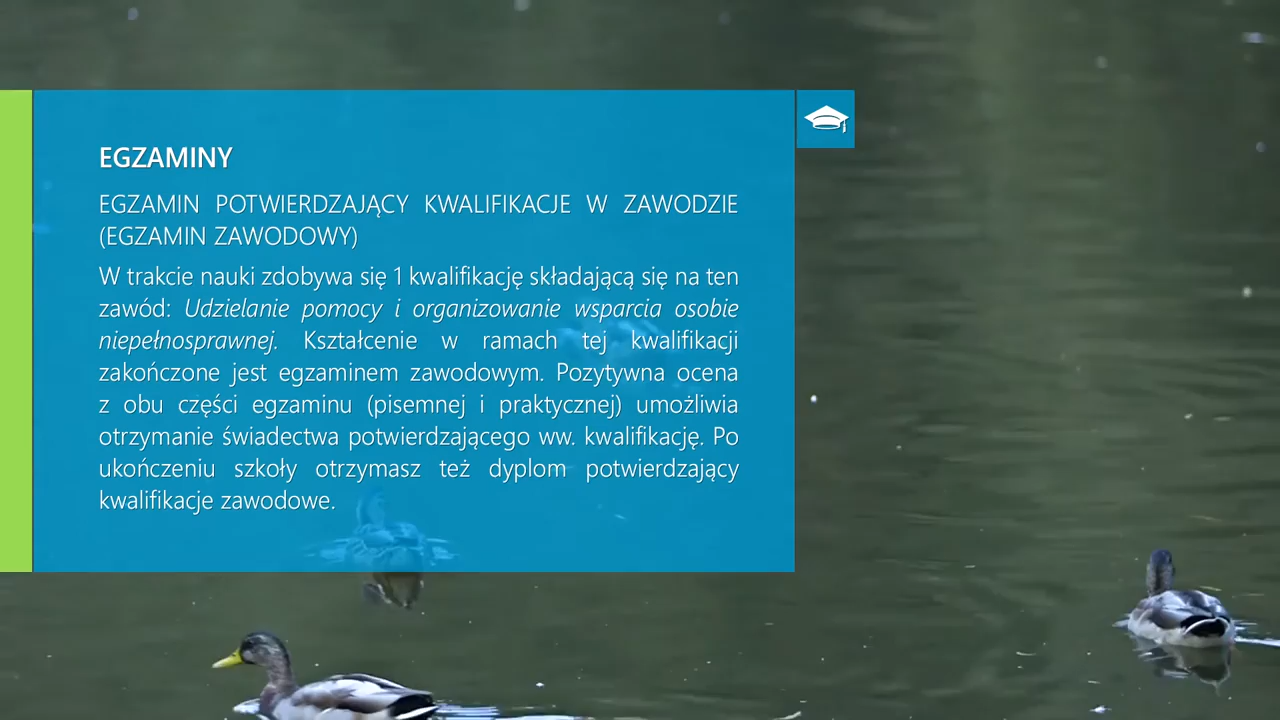 EGZAMINY
EGZAMIN POTWIERDZAJĄCY KWALIFIKACJE W ZAWODZIE
(EGZAMIN ZAWODOWY)
W trakcie nauki zdobywa się 1 kwalifikację składającą się na ten
zawód: Udzielanie pomocy i organizowanie wsparcia osobie
niepełnosprawnej. Kształcenie w ramach tej kwalifikacji
zakończone jest egzaminem zawodowym. Pozytywna ocena
z obu części egzaminu (pisemnej i praktycznej) umożliwia
otrzymanie świadectwa potwierdzającego ww. kwalifikację. Po
ukończeniu szkoły otrzymasz też dyplom potwierdzający
kwalifikacje zawodowe.